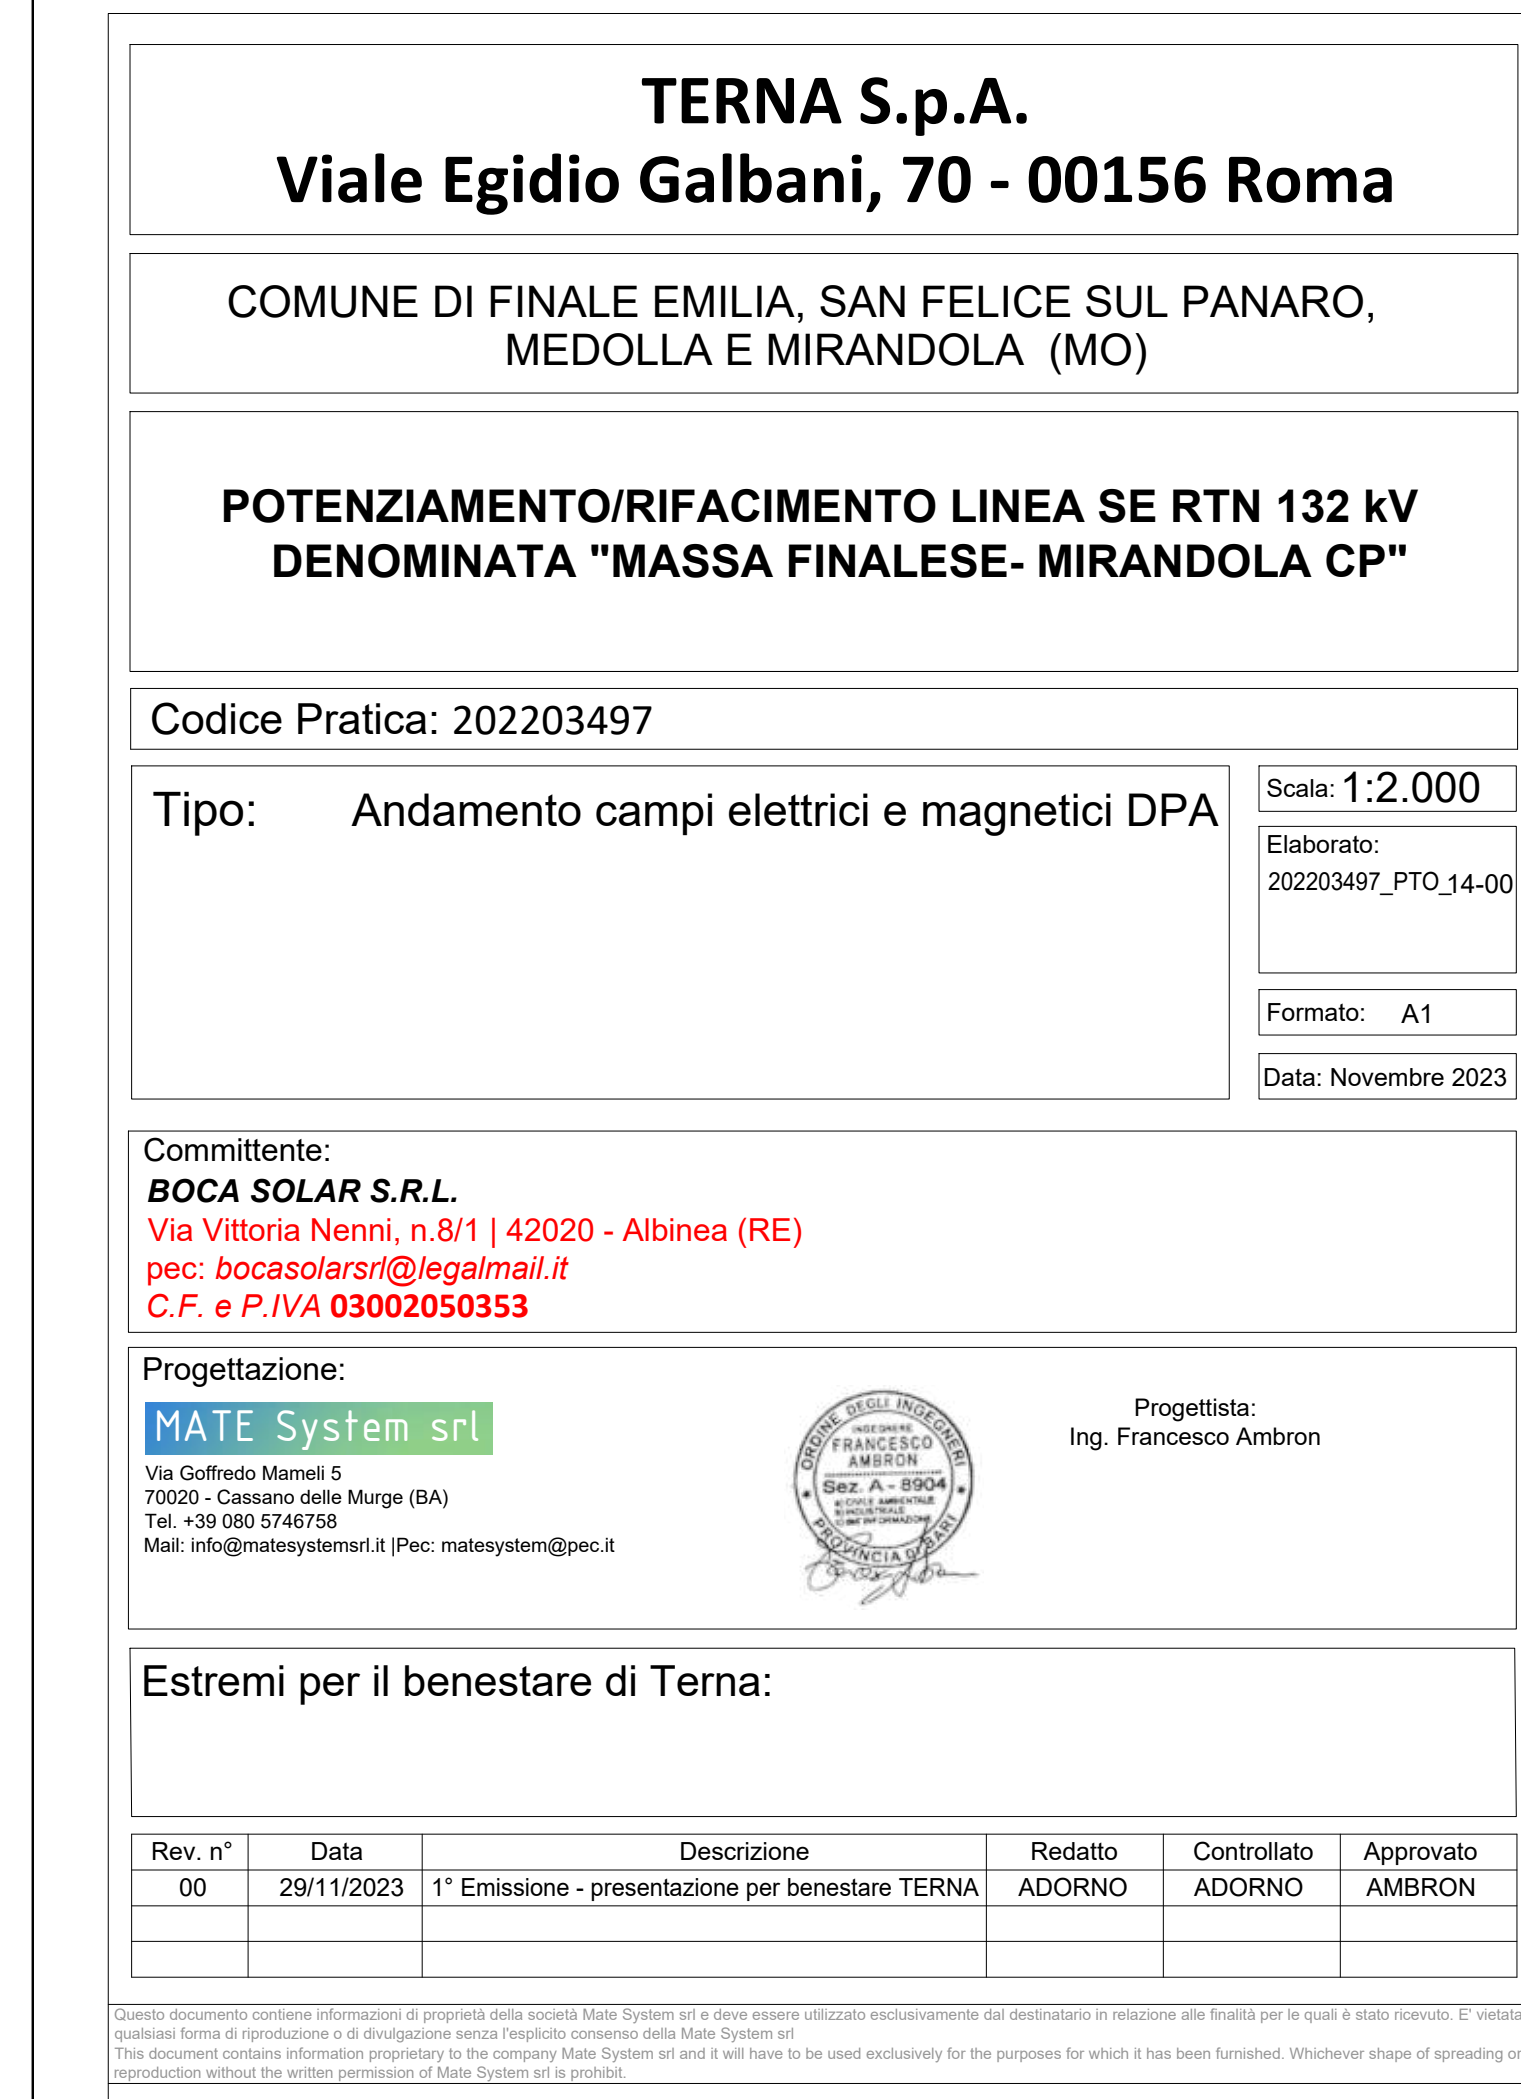 TERNA S.p.A.
Viale Egidio Galbani, 70 - 00156 Roma
COMUNE DI FINALE EMILIA, SAN FELICE SUL PANARO,
MEDOLLA E MIRANDOLA (MO)
POTENZIAMENTO/RIFACIMENTO LINEA SE RTN 132 kV
DENOMINATA "MASSA FINALESE- MIRANDOLA CP"
Codice Pratica: 202203497
Tipo: Andamento campi elettrici e magnetici DPA
Scala: 1:2.000
Elaborato:
202203497_PTO_14-00
Formato: A1
Data: Novembre 2023
Committente:
BOCA SOLAR S.R.L.
Via Vittoria Nenni, n.8/1 | 42020 - Albinea (RE)
pec: bocasolarsrl@legalmail.it
C.F. e P.IVA 03002050353
Progettazione:
MATE System srl
Via Goffredo Mameli 5
70020 - Cassano delle Murge (BA)
Tel. +39 080 5746758
Mail: info@matesystemsrl.it |Pec: matesystem@pec.it
ORDINE DEGLI INGEGNERI
INGEGNERE
FRANCESCO
AMBRON
Sez. A - 8904
PROVINCIA DI BARI
Progettista:
Ing. Francesco Ambron
Estremi per il benestare di Terna:
Rev. n° Data Descrizione Redatto Controllato Approvato
00 29/11/2023 1° Emissione - presentazione per benestare TERNA ADORNO ADORNO AMBRON
Questo documento contiene informazioni di proprietà della società Mate System srl e deve essere utilizzato esclusivamente dal destinatario in relazione alle finalità per le quali è stato ricevuto. E' vietata
qualsiasi forma di riproduzione o di divulgazione senza l'esplicito consenso della Mate System srl
This document contains information proprietary to the company Mate System srl and it will have to be used exclusively for the purposes for which it has been furnished. Whichever shape of spreading or
reproduction without the written permission of Mate System srl is prohibit.